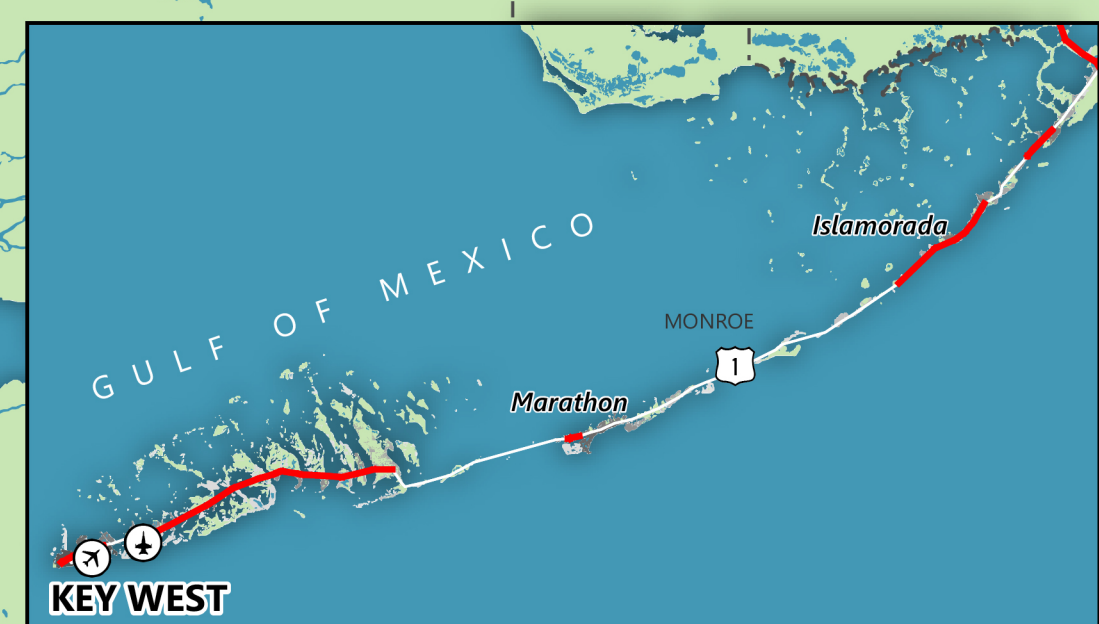 Islamorada
GULF OF MEXICO
MONROE
1
Marathon
KEY WEST